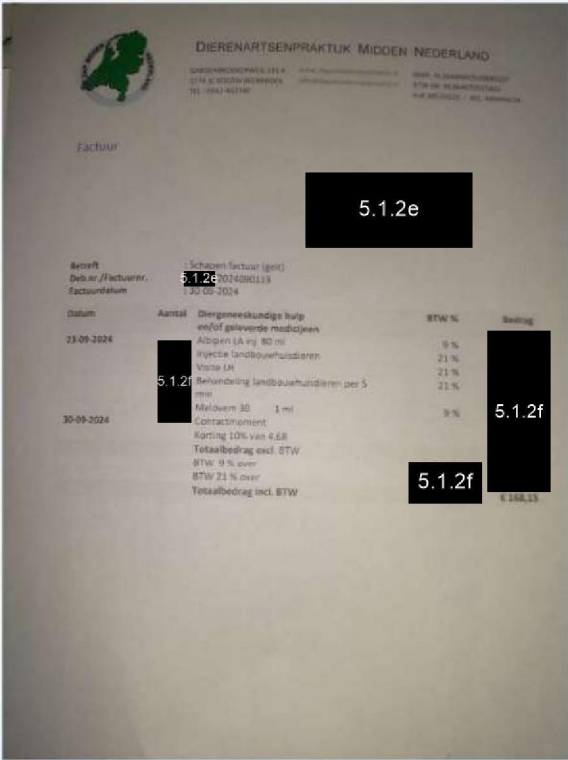 DIERENARTSENPRAKTIJK MIDDEN NEDERLAND
Factuur
5.1.2e
Betreft : Schapen factuur (geit)
Deb.nr./Factuurnr. 5.1.2e 2024090119
Factuurdatum : 30-09-2024
Datum Aantal Diergeneeskundige hulp en/of geleverde medicijnen BTW % Bedrag
23-09-2024 Albipen LA inj 80 ml 9 %
Injectie landbouwhuisdieren 21 %
Visite LH 21 %
5.1.2f Behandeling landbouwhuisdieren per 5 min 21 %
Melovem 30 1 ml 9 % 5.1.2f
30-09-2024 Contactmoment
Korting 10% van 4,68
Totaalbedrag excl. BTW
BTW 9 % over
BTW 21 % over 5.1.2f
Totaalbedrag incl. BTW € 168,15